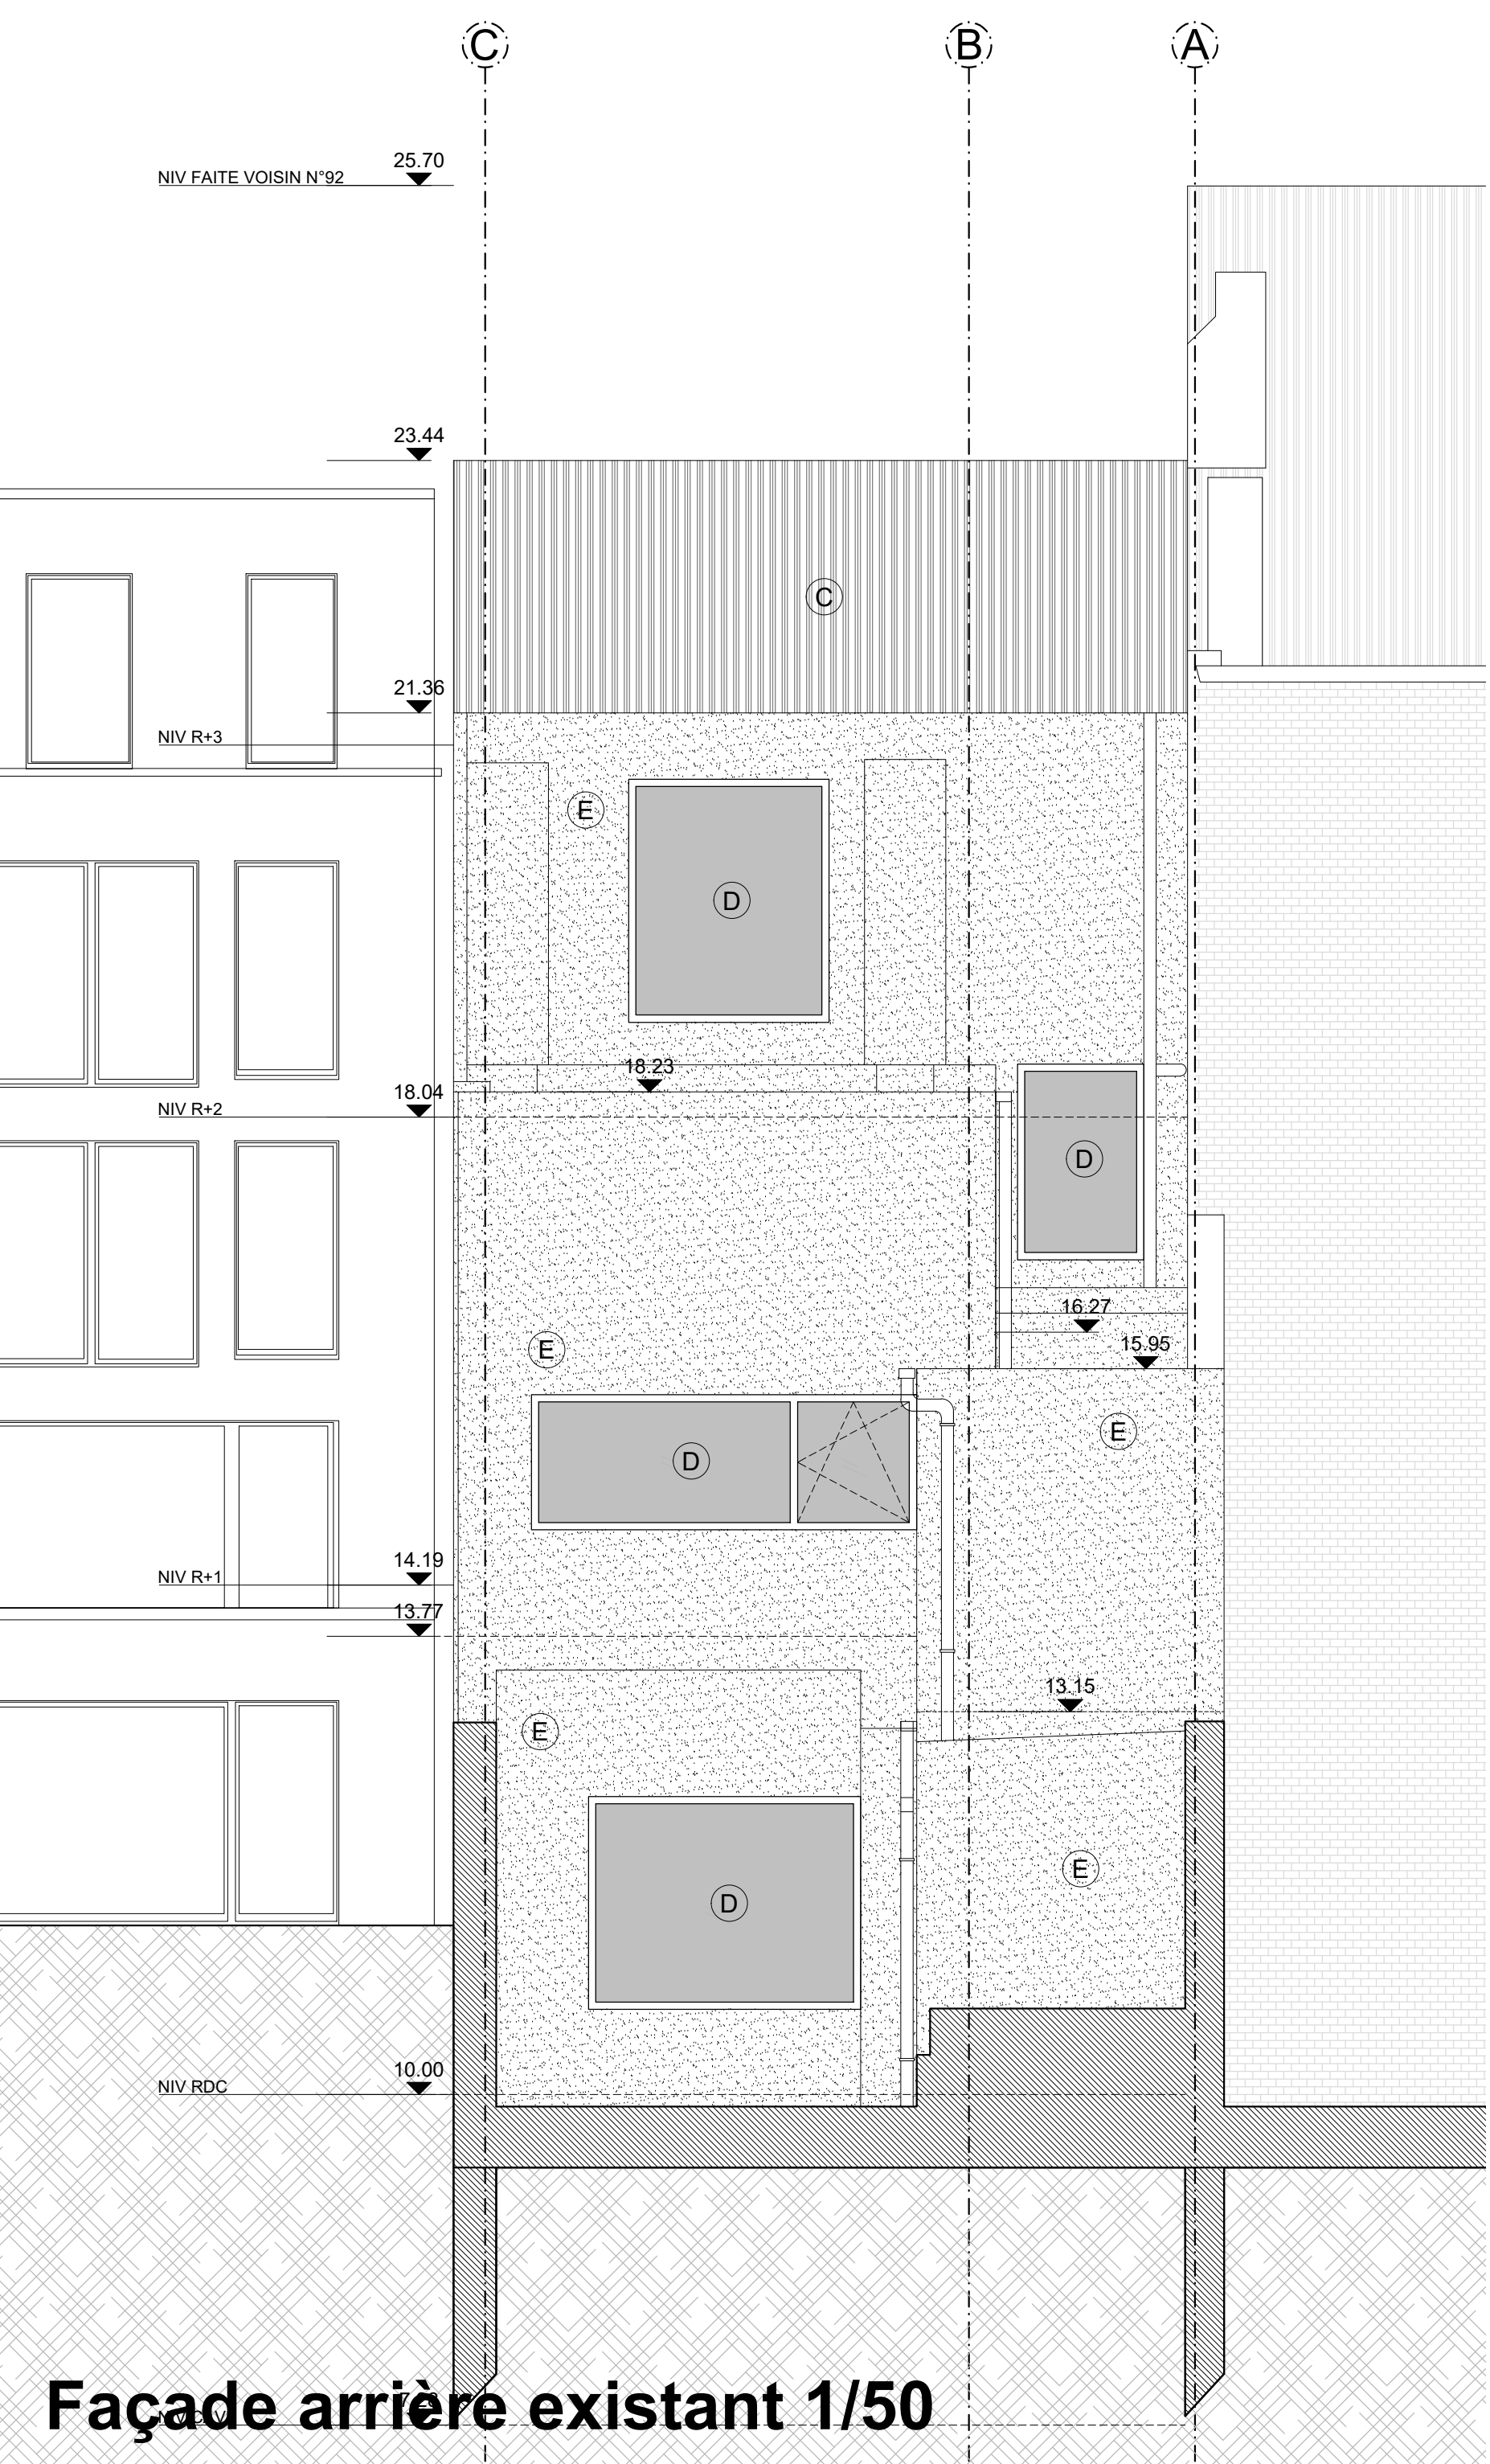 C B A
25.70
NIV FAITE VOISIN N°92
23.44
C
21.36
NIV R+3
E
D
18.23
18.04
NIV R+2
D
16.27
15.95
E
E
D
14.19
NIV R+1
13.77
13.15
E
E
D
10.00
NIV RDC
Façade arrière existant 1/50